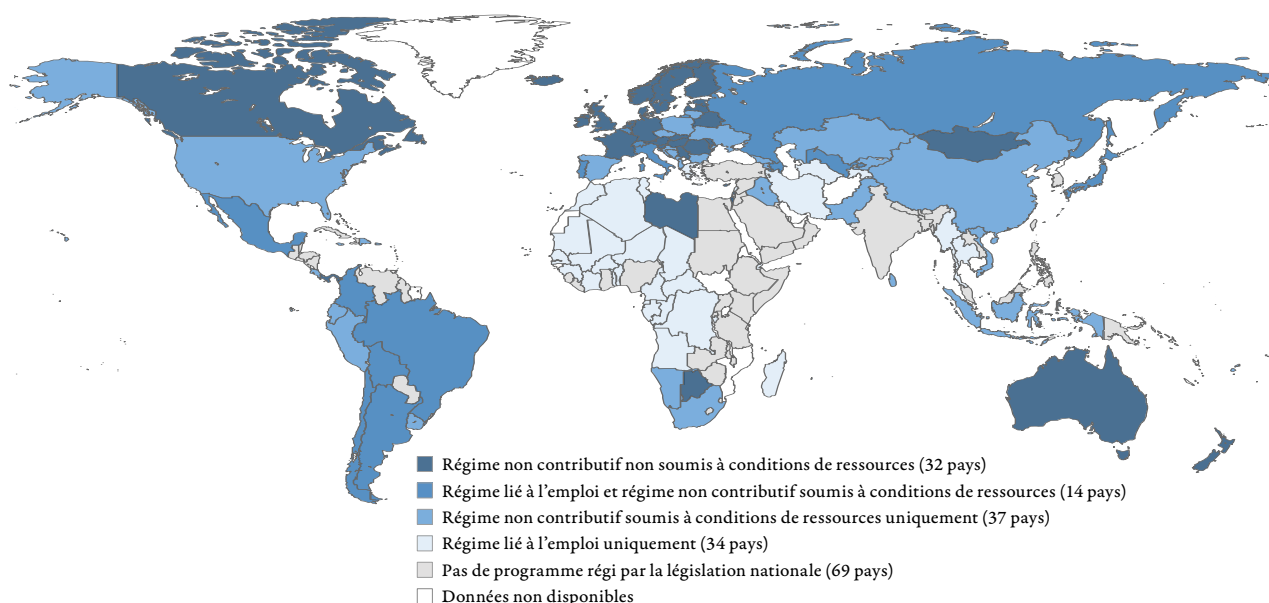 Régime non contributif non soumis à conditions de ressources (32 pays)
Régime lié à l’emploi et régime non contributif soumis à conditions de ressources (14 pays)
Régime non contributif soumis à conditions de ressources uniquement (37 pays)
Régime lié à l’emploi uniquement (34 pays)
Pas de programme régi par la législation nationale (69 pays)
Données non disponibles